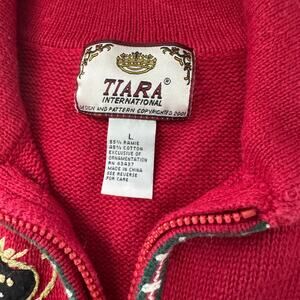 TIARA®
INTERNATIONAL
DESIGN AND PATTERN COPYRIGHTED 2001
L
55% RAMIE
45% COTTON
EXCLUSIVE OF
ORNAMENTATION
RN 63437
MADE IN CHINA
SEE REVERSE
FOR CARE